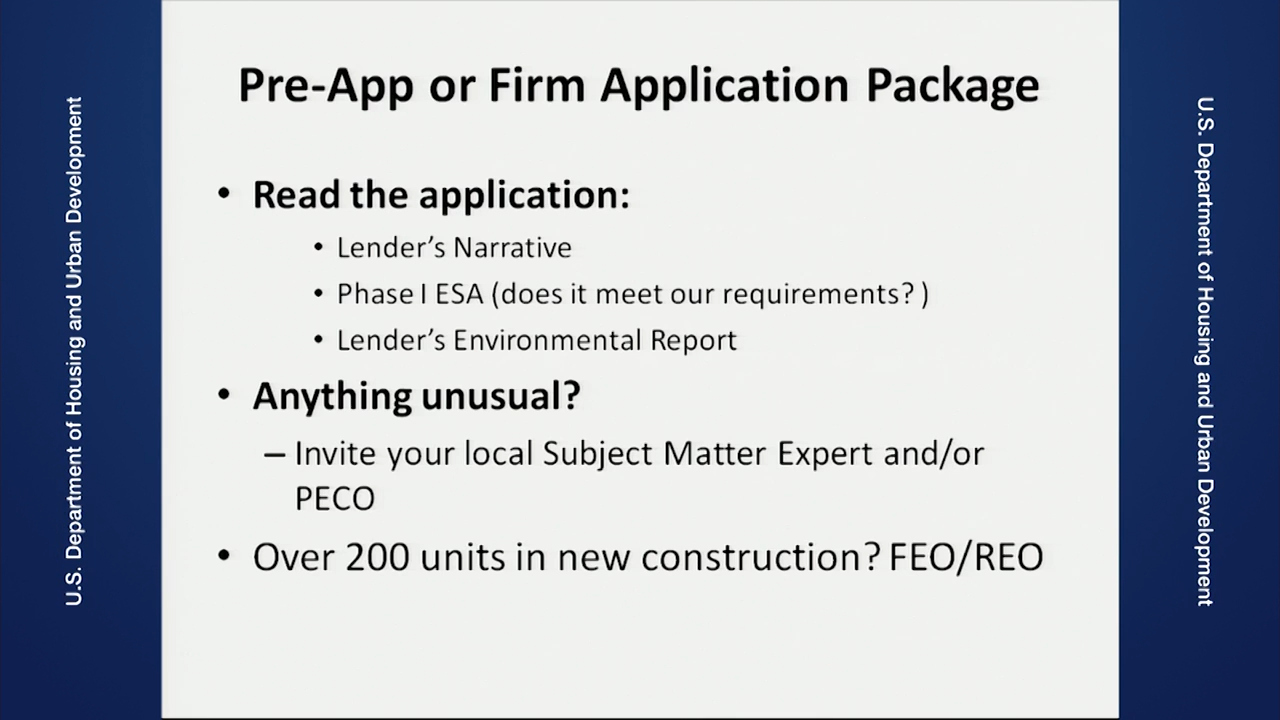 U.S. Department of Housing and Urban Development
Pre-App or Firm Application Package
• Read the application:
• Lender’s Narrative
• Phase I ESA (does it meet our requirements? )
• Lender’s Environmental Report
• Anything unusual?
– Invite your local Subject Matter Expert and/or
PECO
• Over 200 units in new construction? FEO/REO
U.S. Department of Housing and Urban Development